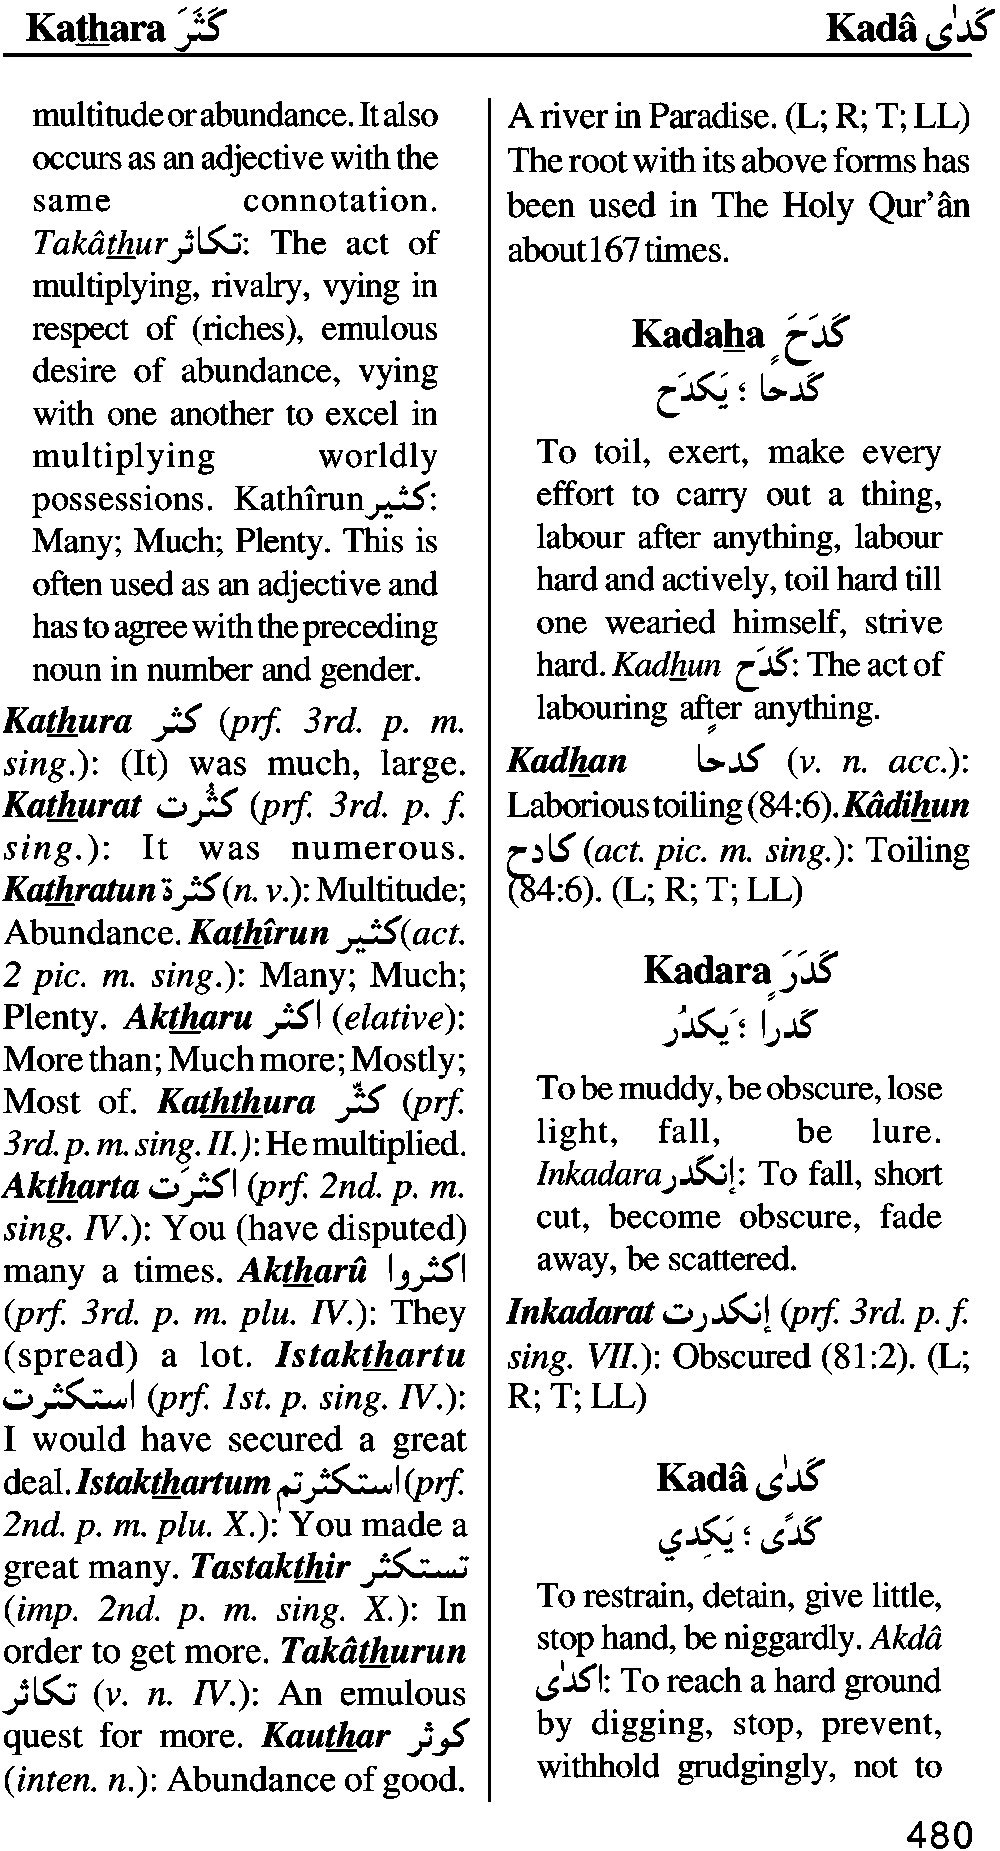 Kathara كَثَرَ
Kadâ كَدٰى
multitude or abundance. It also
occurs as an adjective with the
same connotation.
Takâthur تكاثر: The act of
multiplying, rivalry, vying in
respect of (riches), emulous
desire of abundance, vying
with one another to excel in
multiplying worldly
possessions. Kathîrun كثير:
Many; Much; Plenty. This is
often used as an adjective and
has to agree with the preceding
noun in number and gender.
Kathura كثر (prf. 3rd. p. m.
sing.): (It) was much, large.
Kathurat كثُرت (prf. 3rd. p. f.
sing.): It was numerous.
Kathratun كثرة (n. v.): Multitude;
Abundance. Kathîrun كثير (act.
2 pic. m. sing.): Many; Much;
Plenty. Aktharu اكثر (elative):
More than; Much more; Mostly;
Most of. Kaththura كثّر (prf.
3rd. p. m. sing. II.): He multiplied.
Aktharta اكثرَت (prf. 2nd. p. m.
sing. IV.): You (have disputed)
many a times. Aktharû اكثروا
(prf. 3rd. p. m. plu. IV.): They
(spread) a lot. Istakthartu
استكثرت (prf. 1st. p. sing. IV.):
I would have secured a great
deal. Istakthartum استكثرتم (prf.
2nd. p. m. plu. X.): You made a
great many. Tastakthir تستكثر
(imp. 2nd. p. m. sing. X.): In
order to get more. Takâthurun
تكاثر (v. n. IV.): An emulous
quest for more. Kauthar كوثر
(inten. n.): Abundance of good.
A river in Paradise. (L; R; T; LL)
The root with its above forms has
been used in The Holy Qur’ân
about 167 times.
Kadaha كَدَحَ
كَدحاً ؛ يَكدَح
To toil, exert, make every
effort to carry out a thing,
labour after anything, labour
hard and actively, toil hard till
one wearied himself, strive
hard. Kadhun كَدَح: The act of
labouring after anything.
Kadhan كدحاً (v. n. acc.):
Laborious toiling (84:6). Kâdihun
كادح (act. pic. m. sing.): Toiling
(84:6). (L; R; T; LL)
Kadara كَدَرَ
كَدراً ؛ يَكدُر
To be muddy, be obscure, lose
light, fall, be lure.
Inkadara إنكَدر: To fall, short
cut, become obscure, fade
away, be scattered.
Inkadarat إنكدرت (prf. 3rd. p. f.
sing. VII.): Obscured (81:2). (L;
R; T; LL)
Kadâ كَدٰى
كَدًى ؛ يَكِدي
To restrain, detain, give little,
stop hand, be niggardly. Akdâ
اكدٰى: To reach a hard ground
by digging, stop, prevent,
withhold grudgingly, not to
480